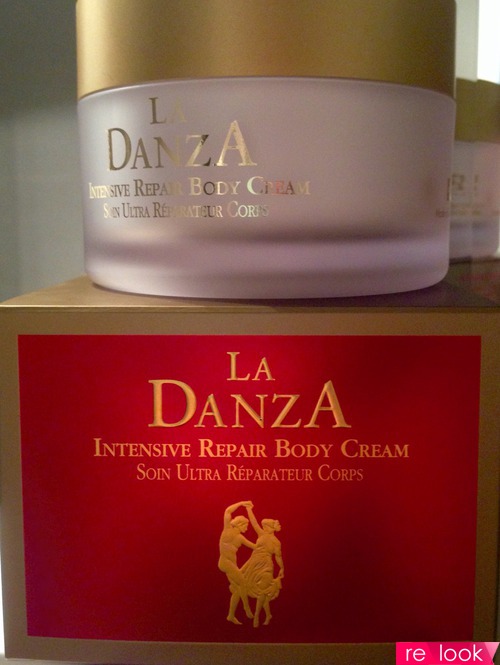 LA
DANZA
INTENSIVE REPAIR BODY CREAM
SOIN ULTRA RÉPARATEUR CORPS
LA
DANZA
INTENSIVE REPAIR BODY CREAM
SOIN ULTRA RÉPARATEUR CORPS
re look